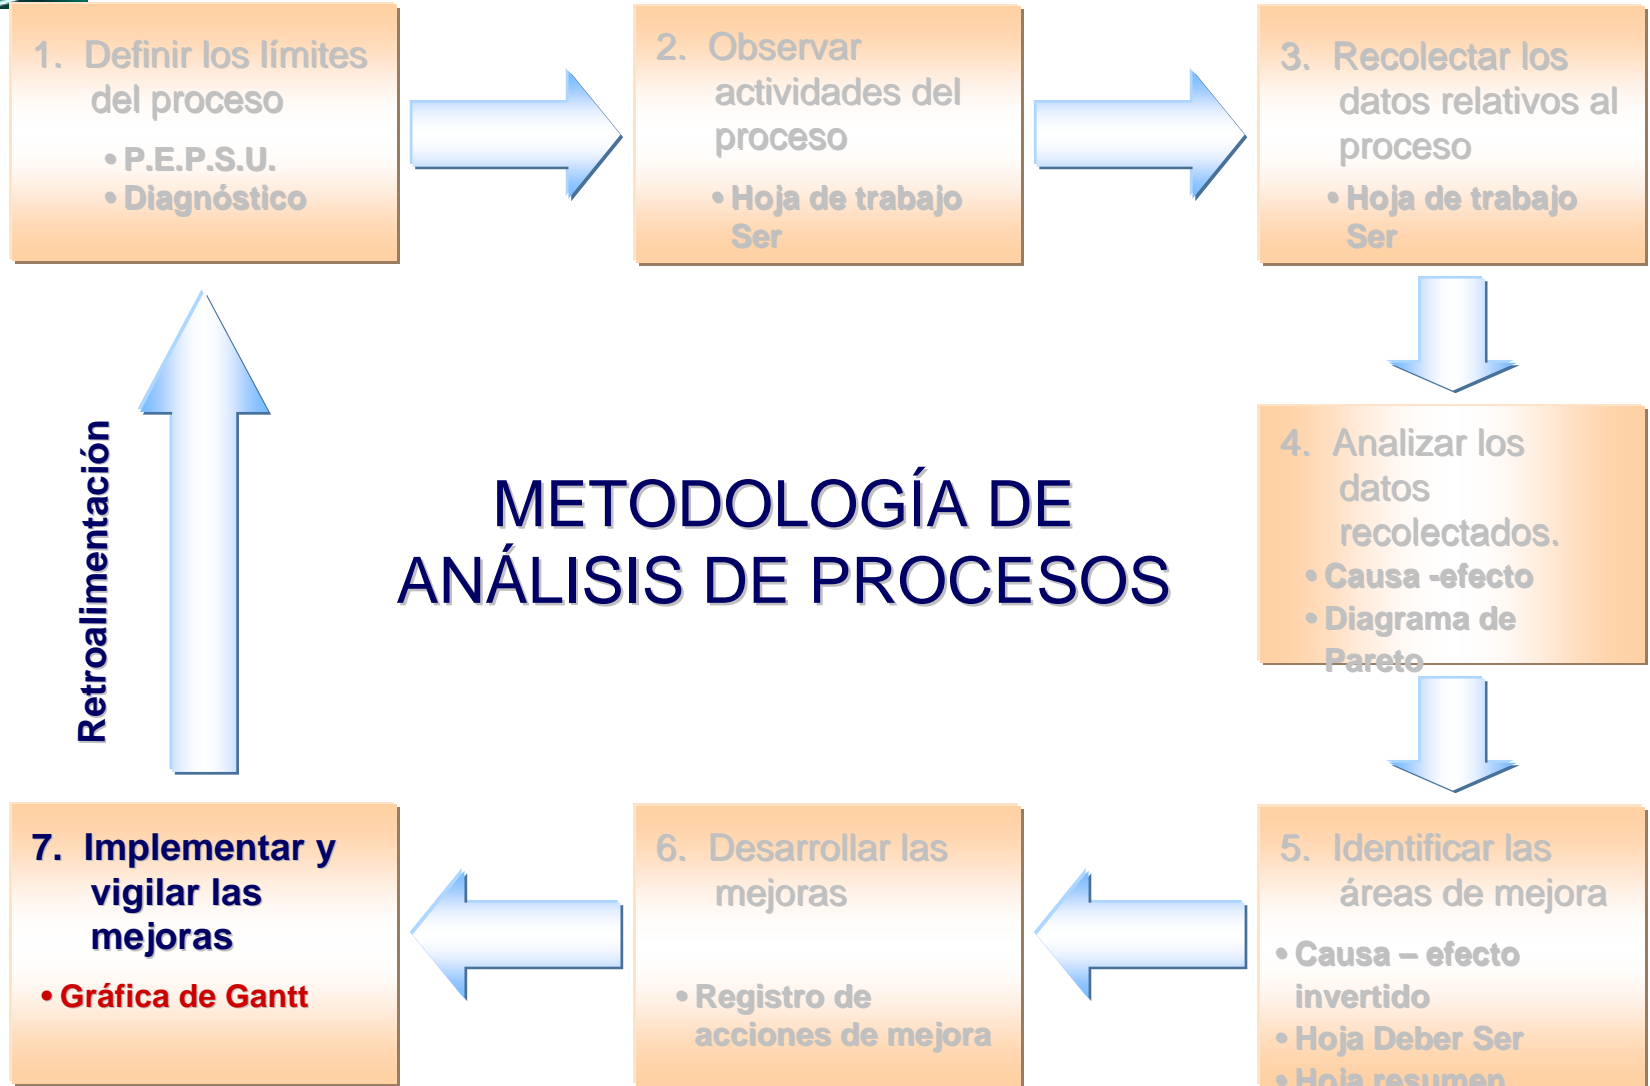 1. Definir los límites
del proceso
• P.E.P.S.U.
• Diagnóstico
2. Observar
actividades del
proceso
• Hoja de trabajo
Ser
3. Recolectar los
datos relativos al
proceso
• Hoja de trabajo
Ser
4. Analizar los
datos
recolectados.
• Causa -efecto
• Diagrama de
Pareto
METODOLOGÍA DE
ANÁLISIS DE PROCESOS
Retroalimentación
5. Identificar las
áreas de mejora
• Causa – efecto
invertido
• Hoja Deber Ser
• Hoja resumen
6. Desarrollar las
mejoras
• Registro de
acciones de mejora
7. Implementar y
vigilar las
mejoras
• Gráfica de Gantt